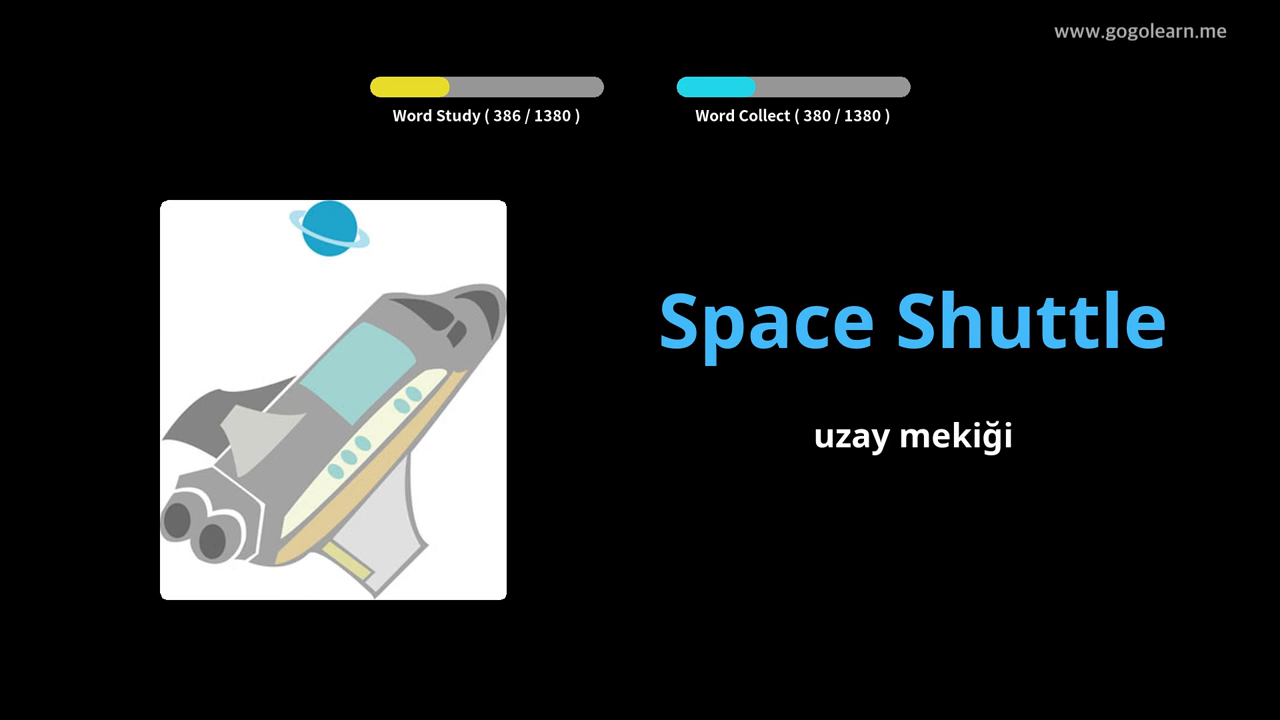 www.gogolearn.me
Word Study ( 386 / 1380 )
Word Collect ( 380 / 1380 )
Space Shuttle
uzay mekiği